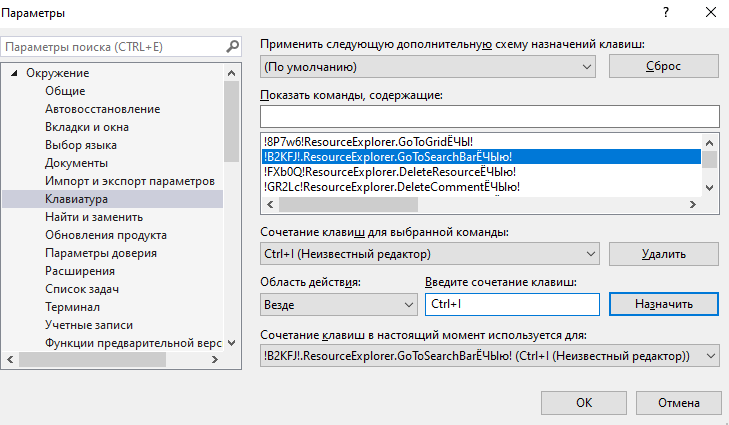 Параметры
Параметры поиска (CTRL+E)
Окружение
Общие
Автовосстановление
Вкладки и окна
Выбор языка
Документы
Импорт и экспорт параметров
Клавиатура
Найти и заменить
Обновления продукта
Параметры доверия
Расширения
Список задач
Терминал
Учетные записи
Функции предварительной верс
Применить следующую дополнительную схему назначений клавиш:
(По умолчанию)
Сброс
Показать команды, содержащие:
!8P7w6!ResourceExplorer.GoToGridЁЧЫ!
!B2KFJ!.ResourceExplorer.GoToSearchBarЁЧЫю!
!FXb0Q!ResourceExplorer.DeleteResourceЁЧЫю!
!GR2Lc!ResourceExplorer.DeleteCommentЁЧЫю!
Сочетание клавиш для выбранной команды:
Ctrl+I (Неизвестный редактор)
Удалить
Область действия:
Введите сочетание клавиш:
Везде
Ctrl+I
Назначить
Сочетание клавиш в настоящий момент используется для:
!B2KFJ!.ResourceExplorer.GoToSearchBarЁЧЫю! (Ctrl+I (Неизвестный редактор))
OK
Отмена